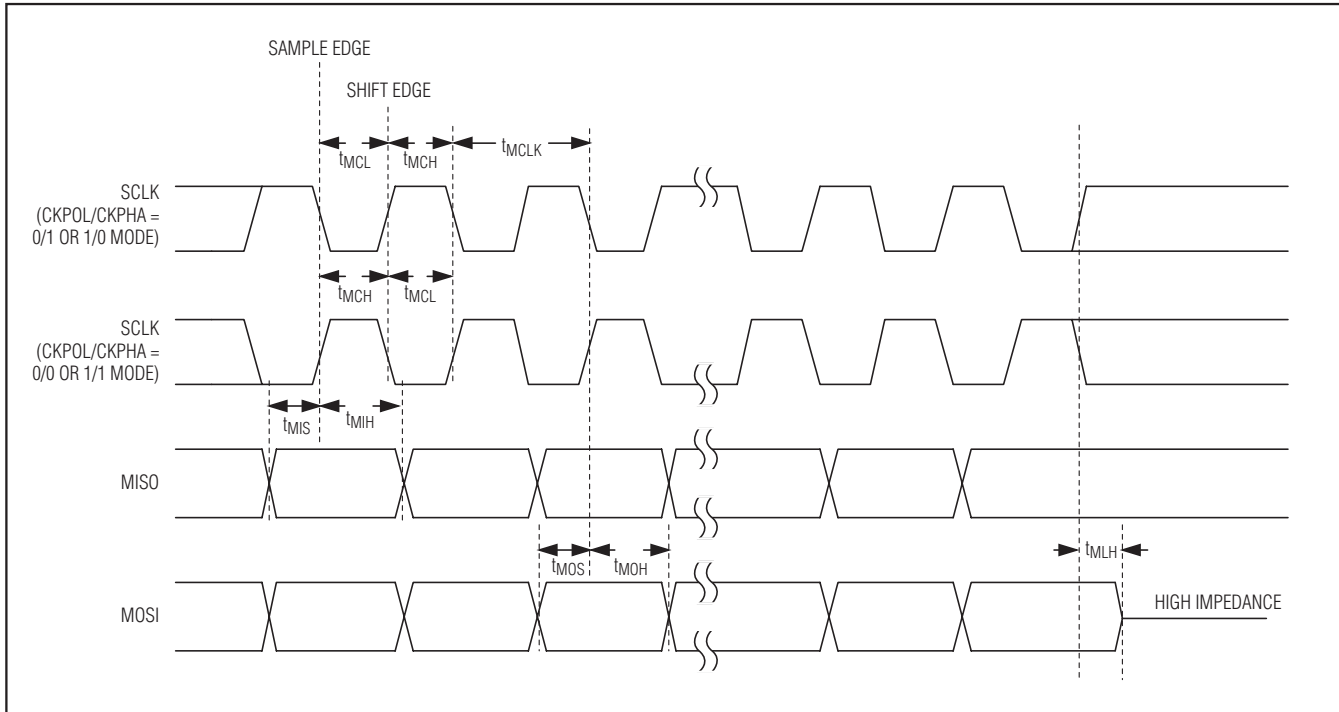 SAMPLE EDGE
SHIFT EDGE
tMCL
tMCH
tMCLK
SCLK
(CKPOL/CKPHA =
0/1 OR 1/0 MODE)
tMCH
tMCL
SCLK
(CKPOL/CKPHA =
0/0 OR 1/1 MODE)
tMIS
tMIH
MISO
tMOS
tMOH
tMLH
MOSI
HIGH IMPEDANCE